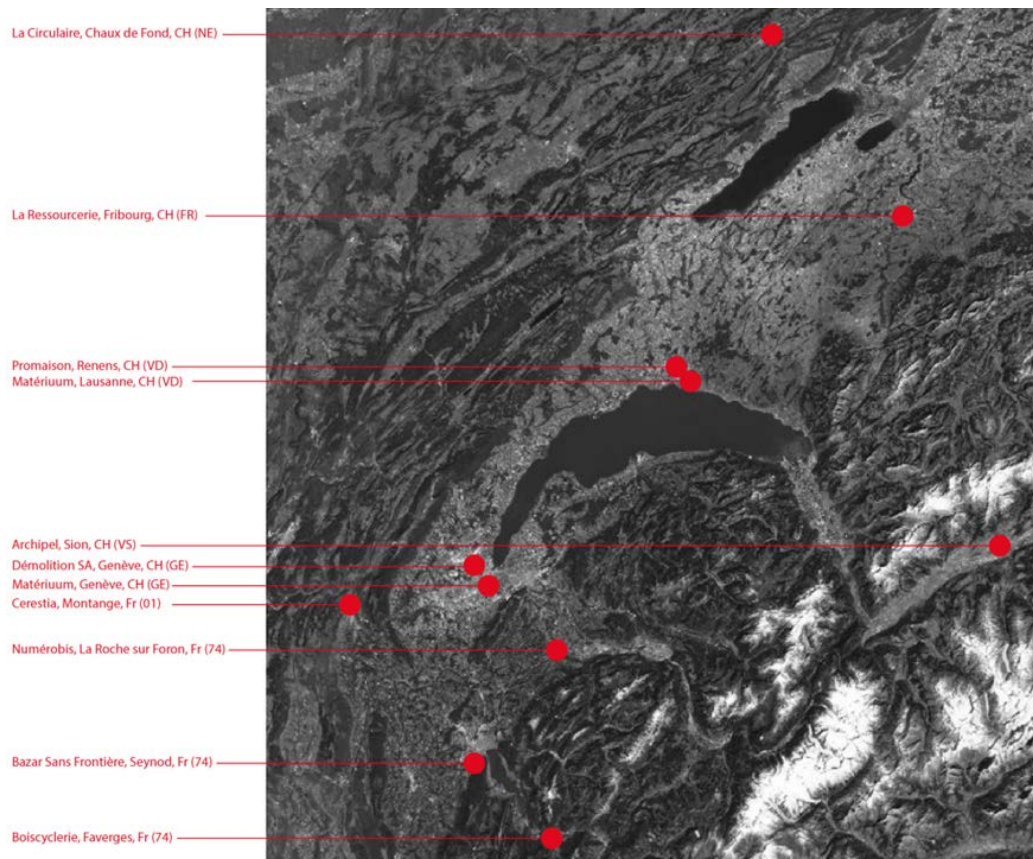 La Circulaire, Chaux de Fond, CH (NE)
La Ressourcerie, Fribourg, CH (FR)
Promaison, Renens, CH (VD)
Matériuum, Lausanne, CH (VD)
Archipel, Sion, CH (VS)
Démolition SA, Genève, CH (GE)
Matériuum, Genève, CH (GE)
Cerestia, Montange, Fr (01)
Numérobis, La Roche sur Foron, Fr (74)
Bazar Sans Frontière, Seynod, Fr (74)
Boiscyclerie, Faverges, Fr (74)